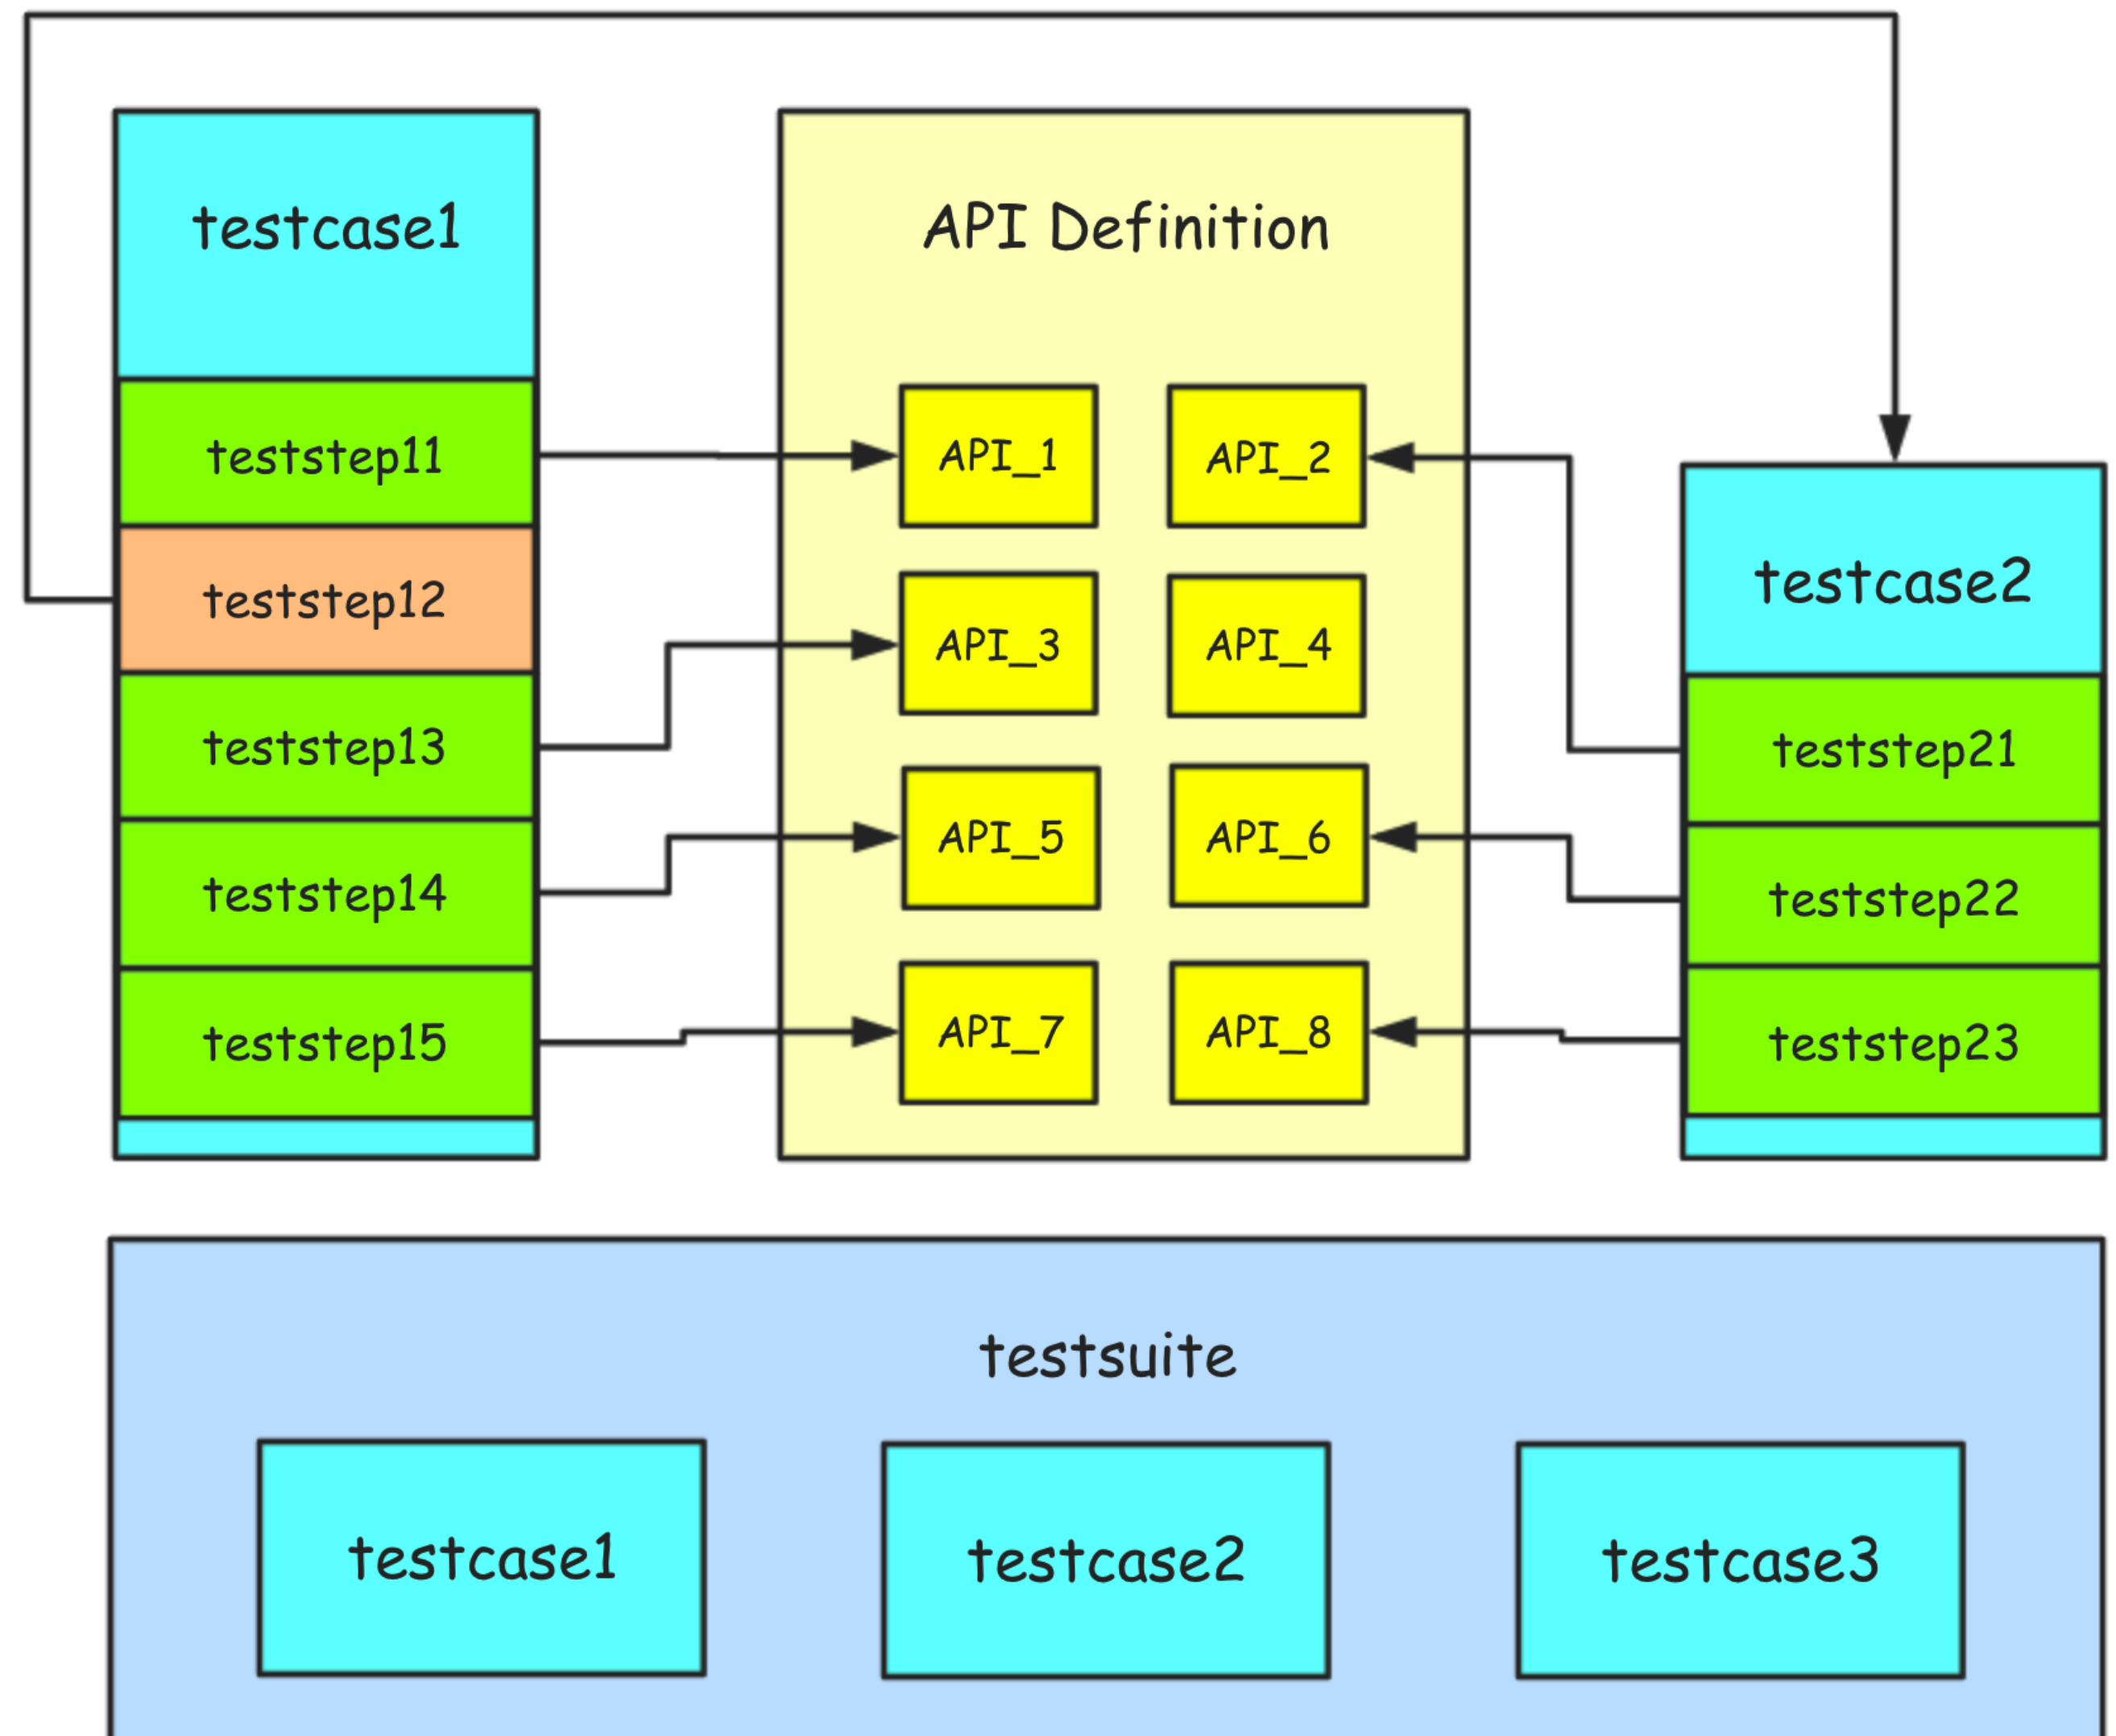 testcase1
teststep11
teststep12
teststep13
teststep14
teststep15
API Definition
API_1
API_2
API_3
API_4
API_5
API_6
API_7
API_8
testcase2
teststep21
teststep22
teststep23
testsuite
testcase1
testcase2
testcase3